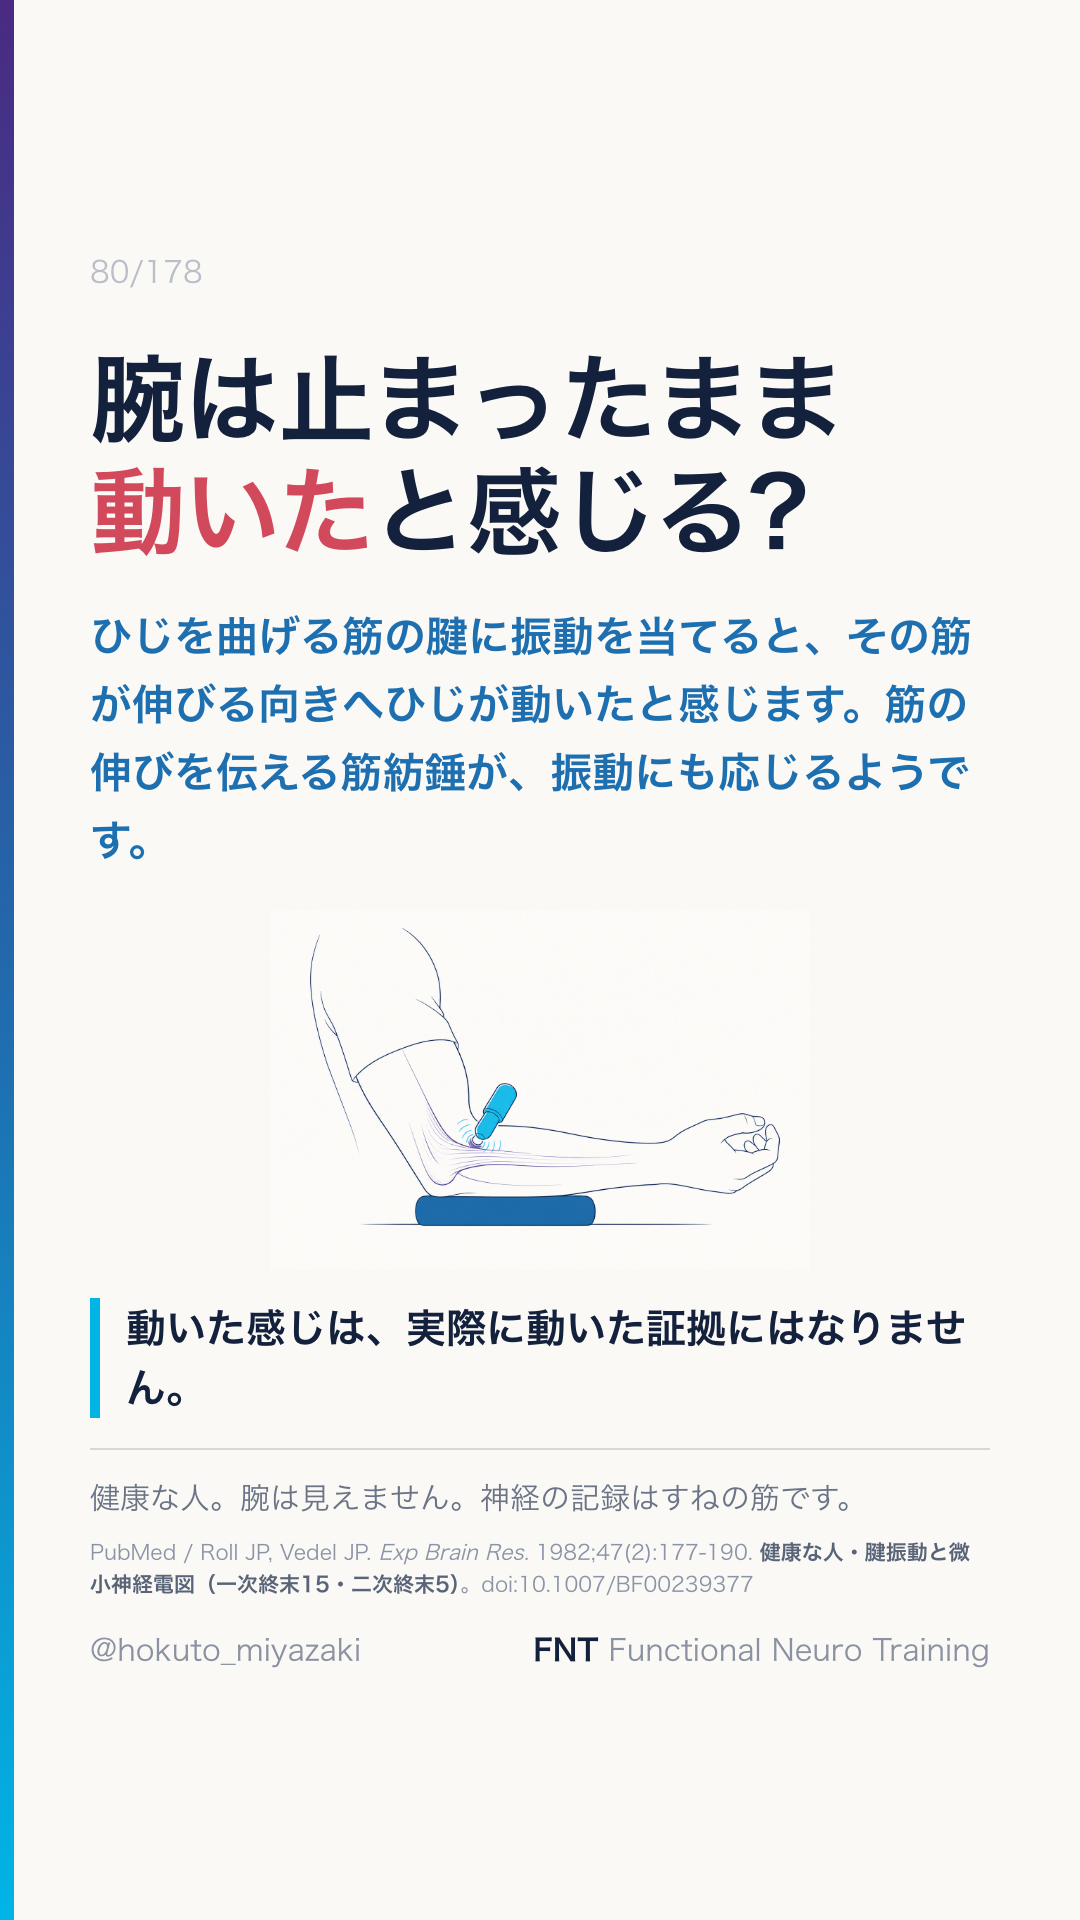 80/178
腕は止まったまま
動いたと感じる?
ひじを曲げる筋の腱に振動を当てると、その筋
が伸びる向きへひじが動いたと感じます。筋の
伸びを伝える筋紡錘が、振動にも応じるようで
す。
動いた感じは、実際に動いた証拠にはなりませ
ん。
健康な人。腕は見えません。神経の記録はすねの筋です。
PubMed / Roll JP, Vedel JP. Exp Brain Res. 1982;47(2):177-190. 健康な人・腱振動と微
小神経電図（一次終末15・二次終末5）。doi:10.1007/BF00239377
@hokuto_miyazaki FNT Functional Neuro Training